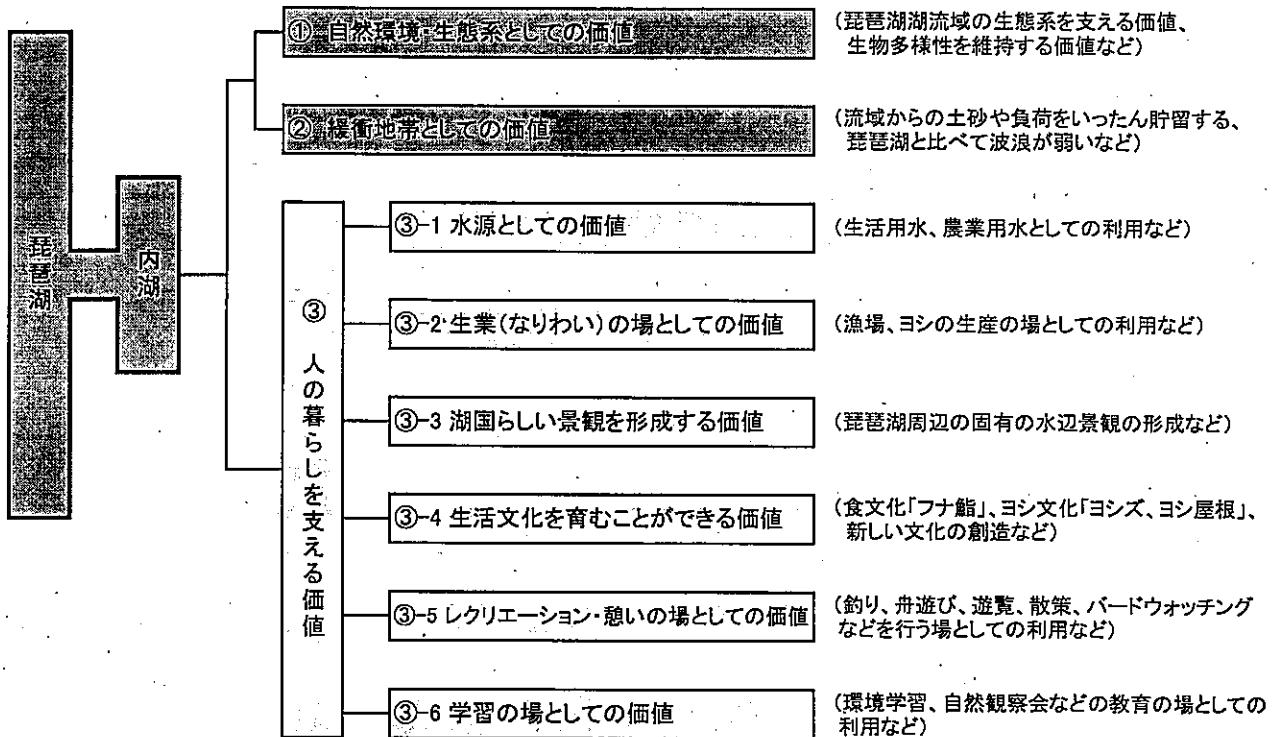 琵琶湖
内湖
① 自然環境・生態系としての価値
(琵琶湖湖流域の生態系を支える価値、
生物多様性を維持する価値など)
② 緩衝地帯としての価値
(流域からの土砂や負荷をいったん貯留する、
琵琶湖と比べて波浪が弱いなど)
③ 人の暮らしを支える価値
③-1 水源としての価値
(生活用水、農業用水としての利用など)
③-2 生業(なりわい)の場としての価値
(漁場、ヨシの生産の場としての利用など)
③-3 湖国らしい景観を形成する価値
(琵琶湖周辺の固有の水辺景観の形成など)
③-4 生活文化を育むことができる価値
(食文化「フナ鮨」、ヨシ文化「ヨシズ、ヨシ屋根」、
新しい文化の創造など)
③-5 レクリエーション・憩いの場としての価値
(釣り、舟遊び、遊覧、散策、バードウォッチング
などを行う場としての利用など)
③-6 学習の場としての価値
(環境学習、自然観察会などの教育の場としての
利用など)